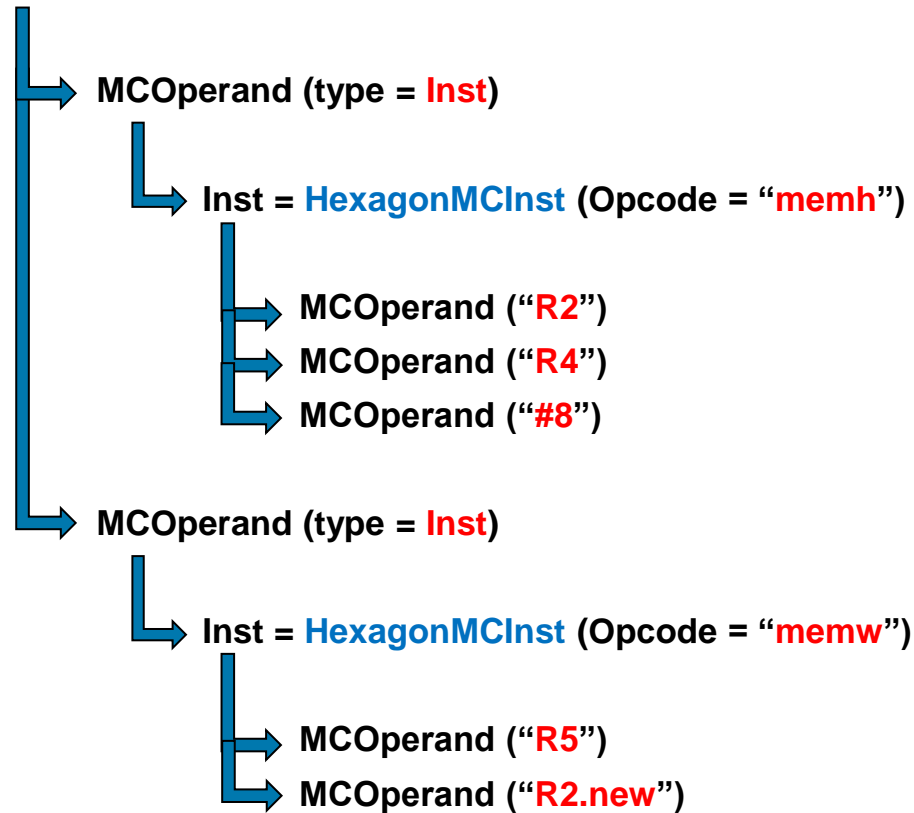 MCOperand (type = Inst)
Inst = HexagonMCInst (Opcode = “memh”)
MCOperand (“R2”)
MCOperand (“R4”)
MCOperand (“#8”)
MCOperand (type = Inst)
Inst = HexagonMCInst (Opcode = “memw”)
MCOperand (“R5”)
MCOperand (“R2.new”)